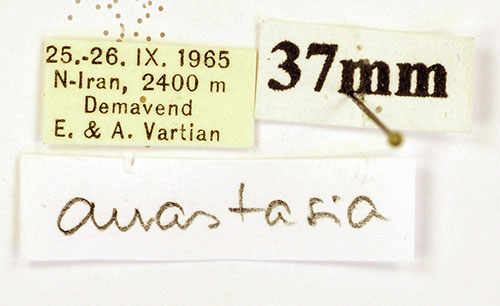 25.-26. IX. 1965
N-Iran, 2400 m
Demavend
E. & A. Vartian
37mm
anastasia